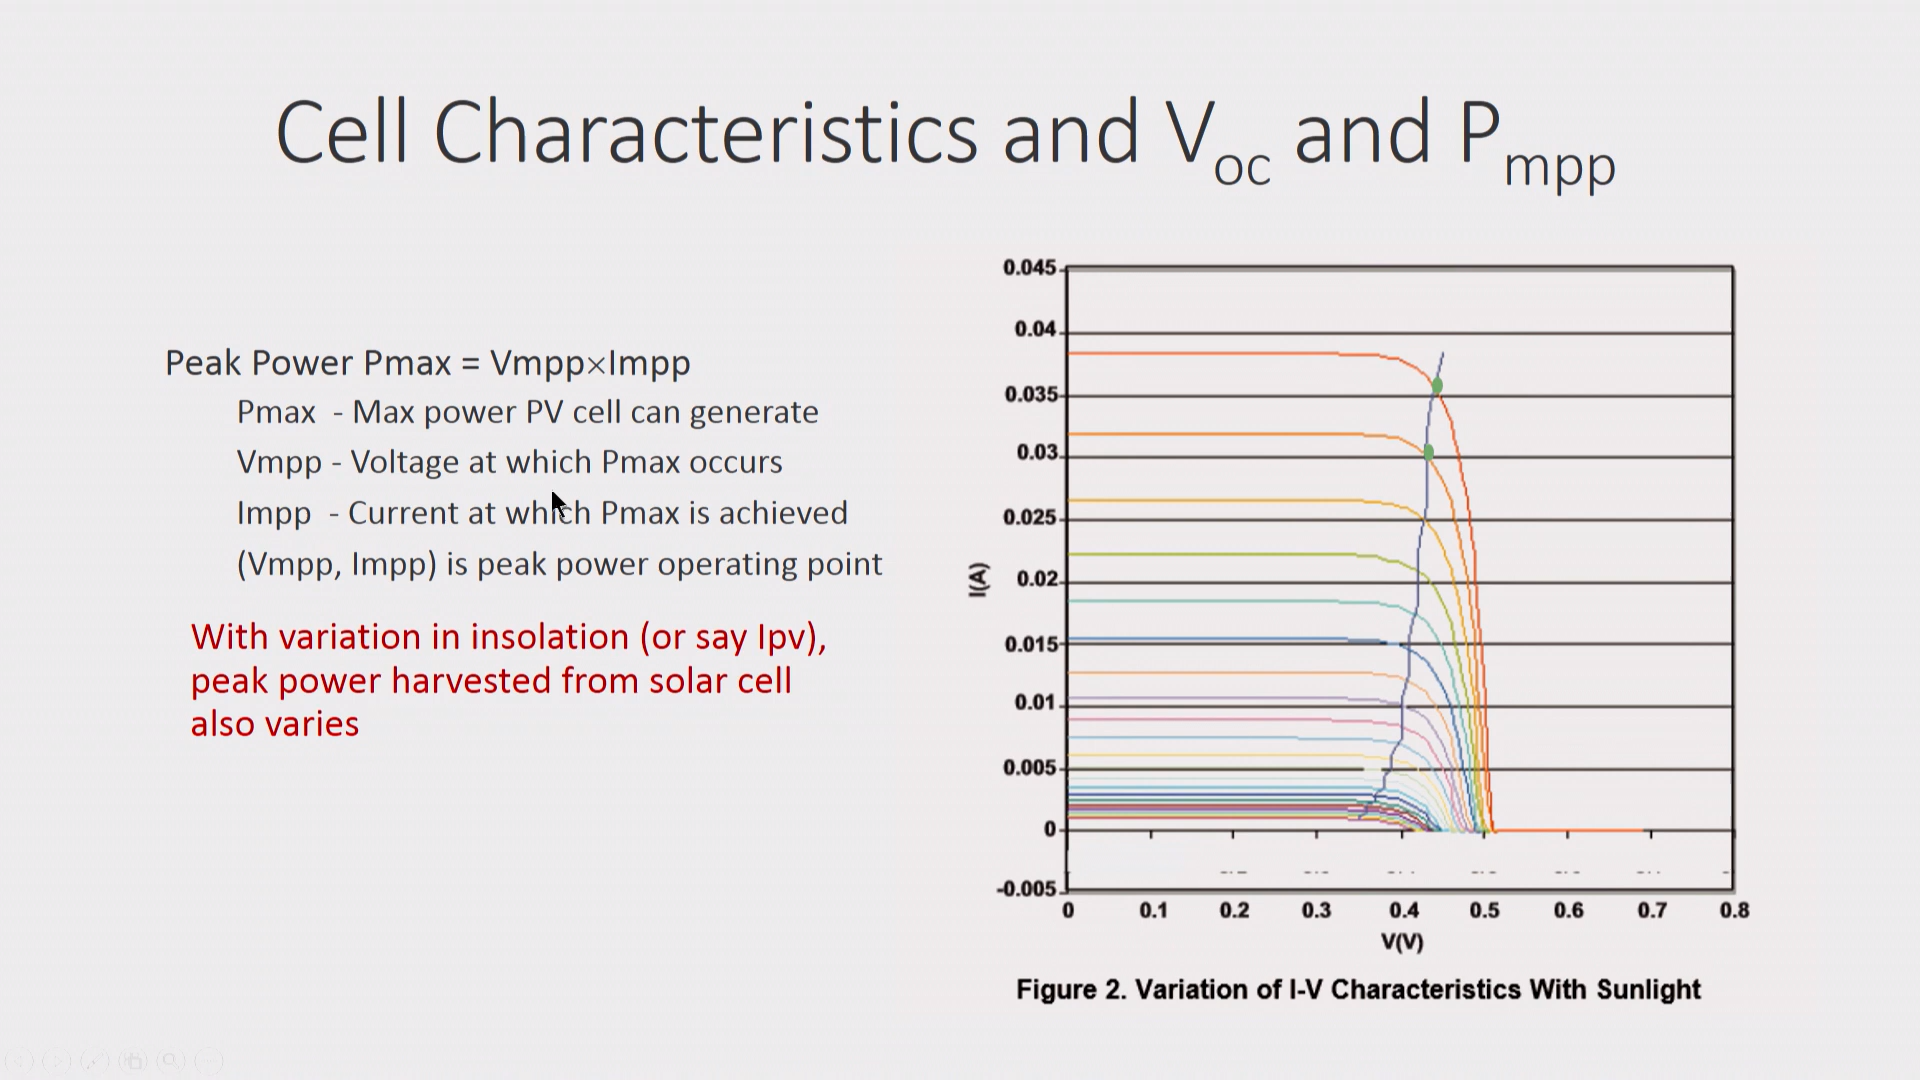 Cell Characteristics and Voc and Pmpp
Peak Power Pmax = Vmpp×Impp
Pmax - Max power PV cell can generate
Vmpp - Voltage at which Pmax occurs
Impp - Current at which Pmax is achieved
(Vmpp, Impp) is peak power operating point
With variation in insolation (or say Ipv),
peak power harvested from solar cell
also varies
0.045
0.04
0.035
0.03
0.025
0.02
0.015
0.01
0.005
0
-0.005
I(A)
0 0.1 0.2 0.3 0.4 0.5 0.6 0.7 0.8
V(V)
Figure 2. Variation of I-V Characteristics With Sunlight